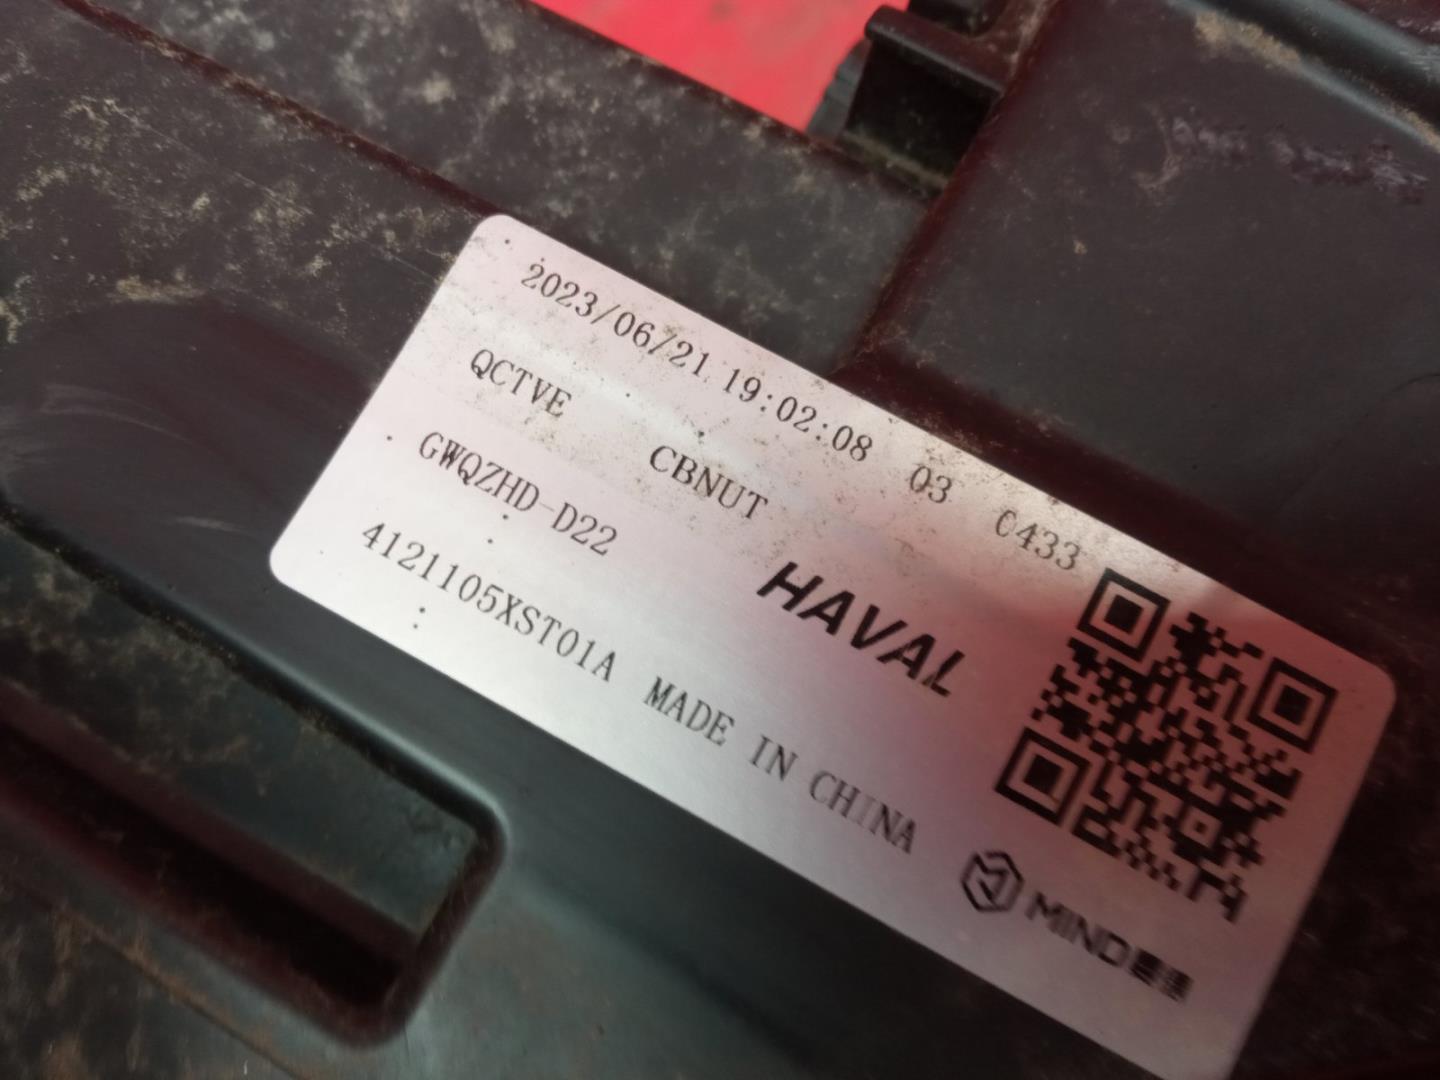 2023/06/21 19:02:08 03 0433
QCTVE CBNUT
GWQZHD-D22
HAVAL
4121105XST01A MADE IN CHINA
MIND